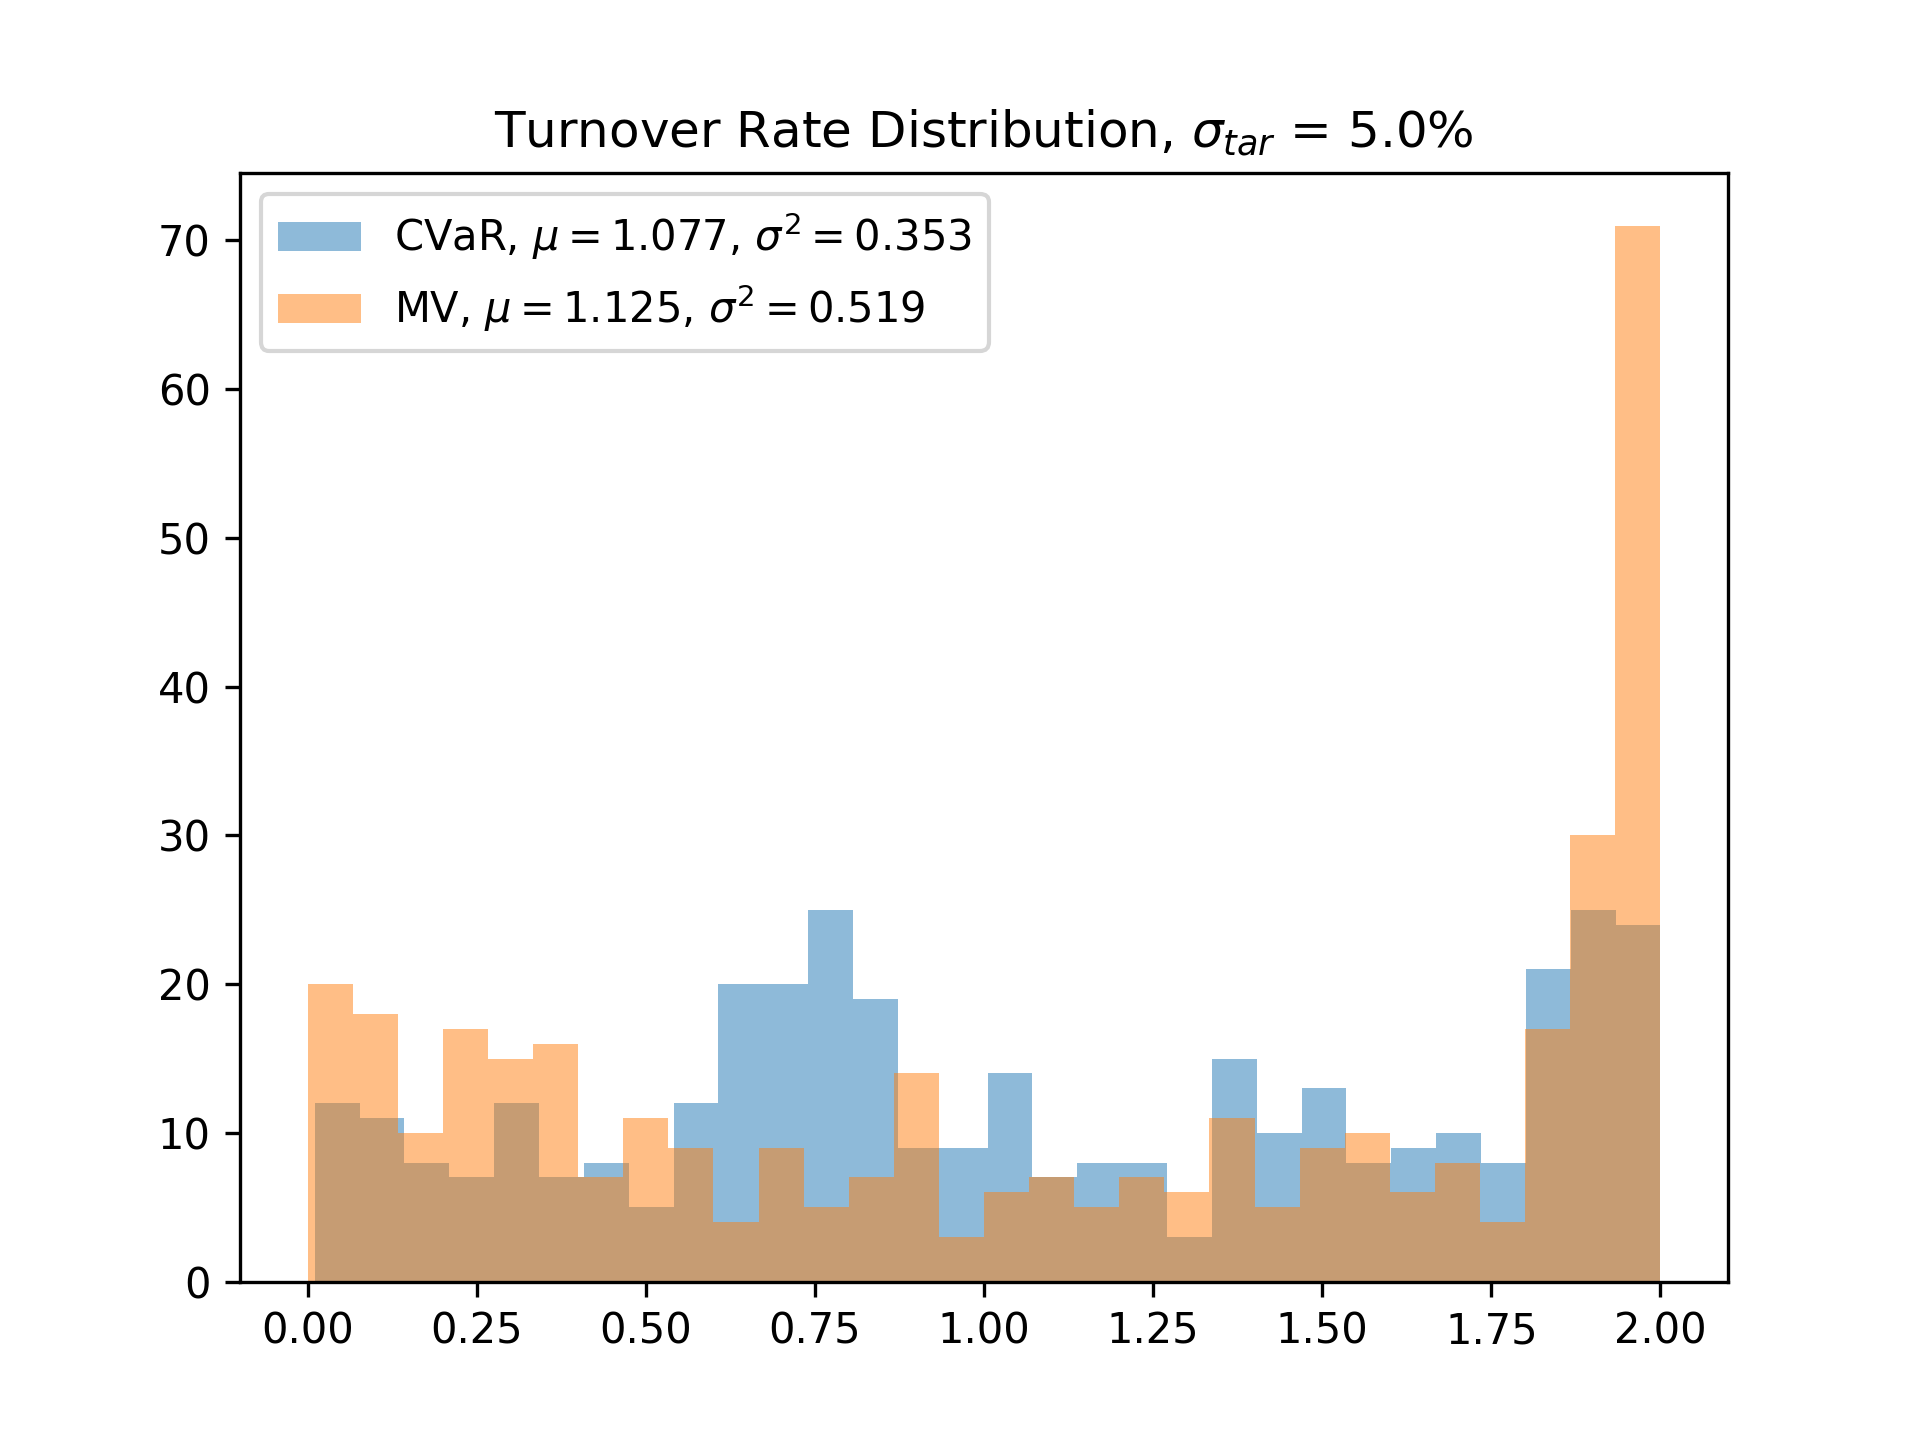 Turnover Rate Distribution, σ_tar = 5.0%
CVaR, μ = 1.077, σ² = 0.353
MV, μ = 1.125, σ² = 0.519
70
60
50
40
30
20
10
0
0.00 0.25 0.50 0.75 1.00 1.25 1.50 1.75 2.00